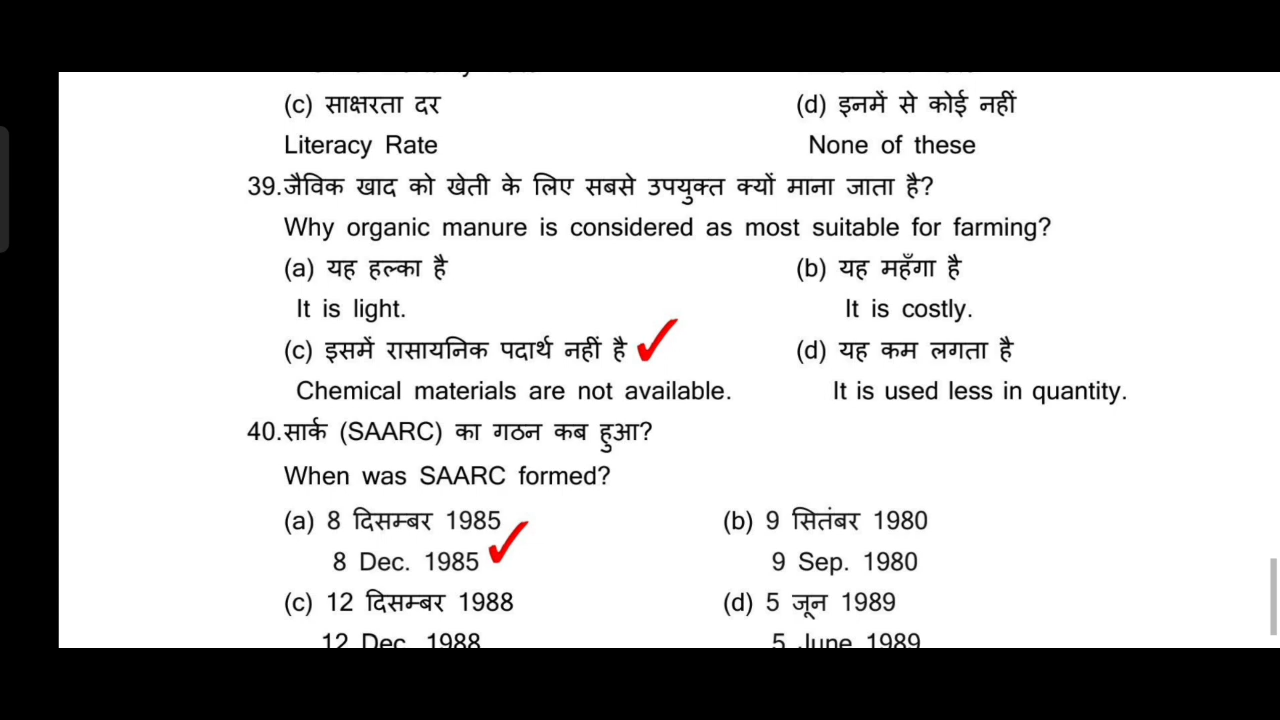 (c) साक्षरता दर (d) इनमें से कोई नहीं
Literacy Rate None of these
39.जैविक खाद को खेती के लिए सबसे उपयुक्त क्यों माना जाता है?
Why organic manure is considered as most suitable for farming?
(a) यह हल्का है (b) यह महँगा है
It is light. It is costly.
(c) इसमें रासायनिक पदार्थ नहीं है (d) यह कम लगता है
Chemical materials are not available. It is used less in quantity.
40.सार्क (SAARC) का गठन कब हुआ?
When was SAARC formed?
(a) 8 दिसम्बर 1985 (b) 9 सितंबर 1980
8 Dec. 1985 9 Sep. 1980
(c) 12 दिसम्बर 1988 (d) 5 जून 1989
12 Dec. 1988 5 June 1989